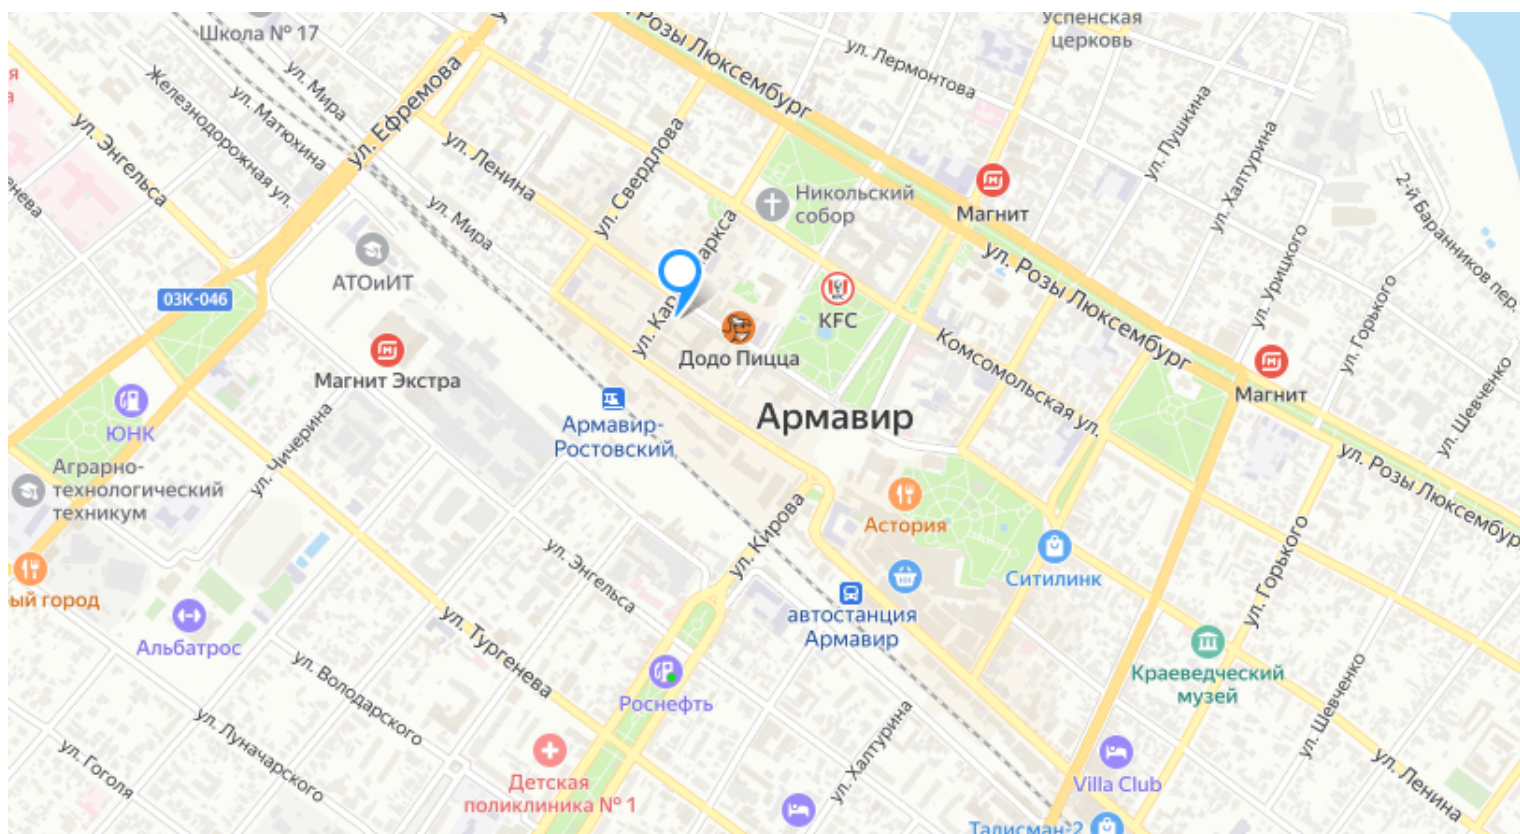 Школа № 17
Успенская
церковь
ул. Розы Люксембург
ул. Лермонтова
ул. Мира
Железнодорожная ул.
ул. Матюхина
ул. Ефремова
ул. Энгельса
ул. Ленина
ул. Свердлова
ул. Пушкина
ул. Халтурина
2-й Баранников пер.
Магнит
Никольский
собор
ул. Мира
АТОиИТ
03К-046
ул. Розы Люксембург
ул. Урицкого
ул. Горького
KFC
Додо Пицца
Магнит Экстра
Комсомольская ул.
Магнит
ул. Шевченко
ЮНК
Армавир-
Ростовский
Армавир
ул. Чичерина
Аграрно-
технологический
техникум
ул. Розы Люксембург
Астория
ул. Кирова
ул. Энгельса
Ситилинк
ул. Горького
автостанция
Армавир
Альбатрос
ул. Тургенева
Краеведческий
музей
Роснефть
ул. Володарского
ул. Шевченко
ул. Луначарского
ул. Гоголя
ул. Халтурина
Детская
поликлиника № 1
Villa Club
ул. Ленина
Талисман-2